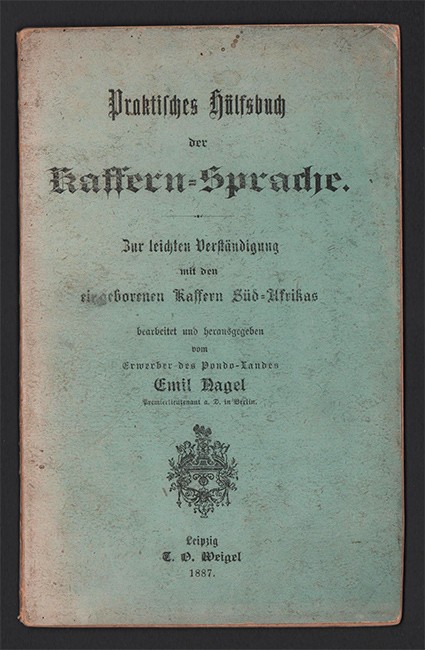 Praktisches Hülfsbuch
der
Kaffern-Sprache.
Zur leichten Verständigung
mit den
eingeborenen Kaffern Süd-Afrikas
bearbeitet und herausgegeben
vom
Erwerber des Pondo-Landes
Emil Nagel
Premierlieutenant a. D. in Berlin.
Leipzig
T. O. Weigel
1887.